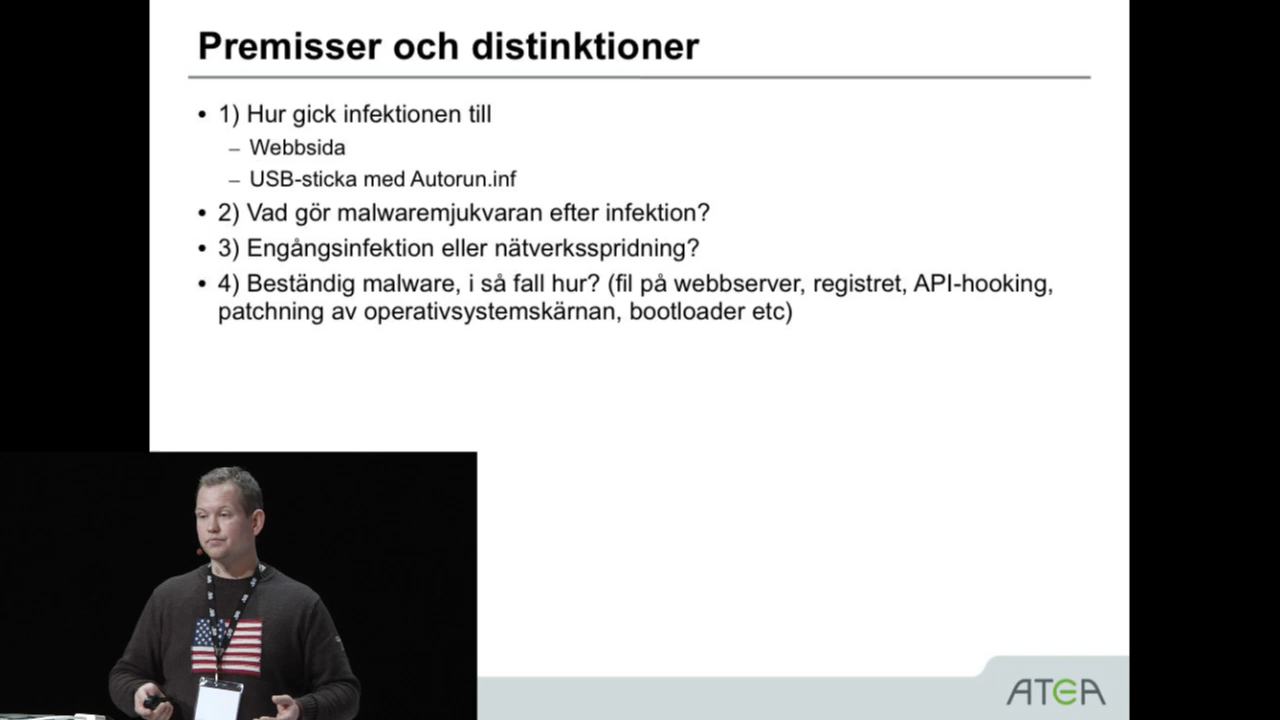 Premisser och distinktioner
• 1) Hur gick infektionen till
– Webbsida
– USB-sticka med Autorun.inf
• 2) Vad gör malwaremjukvaran efter infektion?
• 3) Engångsinfektion eller nätverksspridning?
• 4) Beständig malware, i så fall hur? (fil på webbserver, registret, API-hooking,
patchning av operativsystemskärnan, bootloader etc)
ATEA